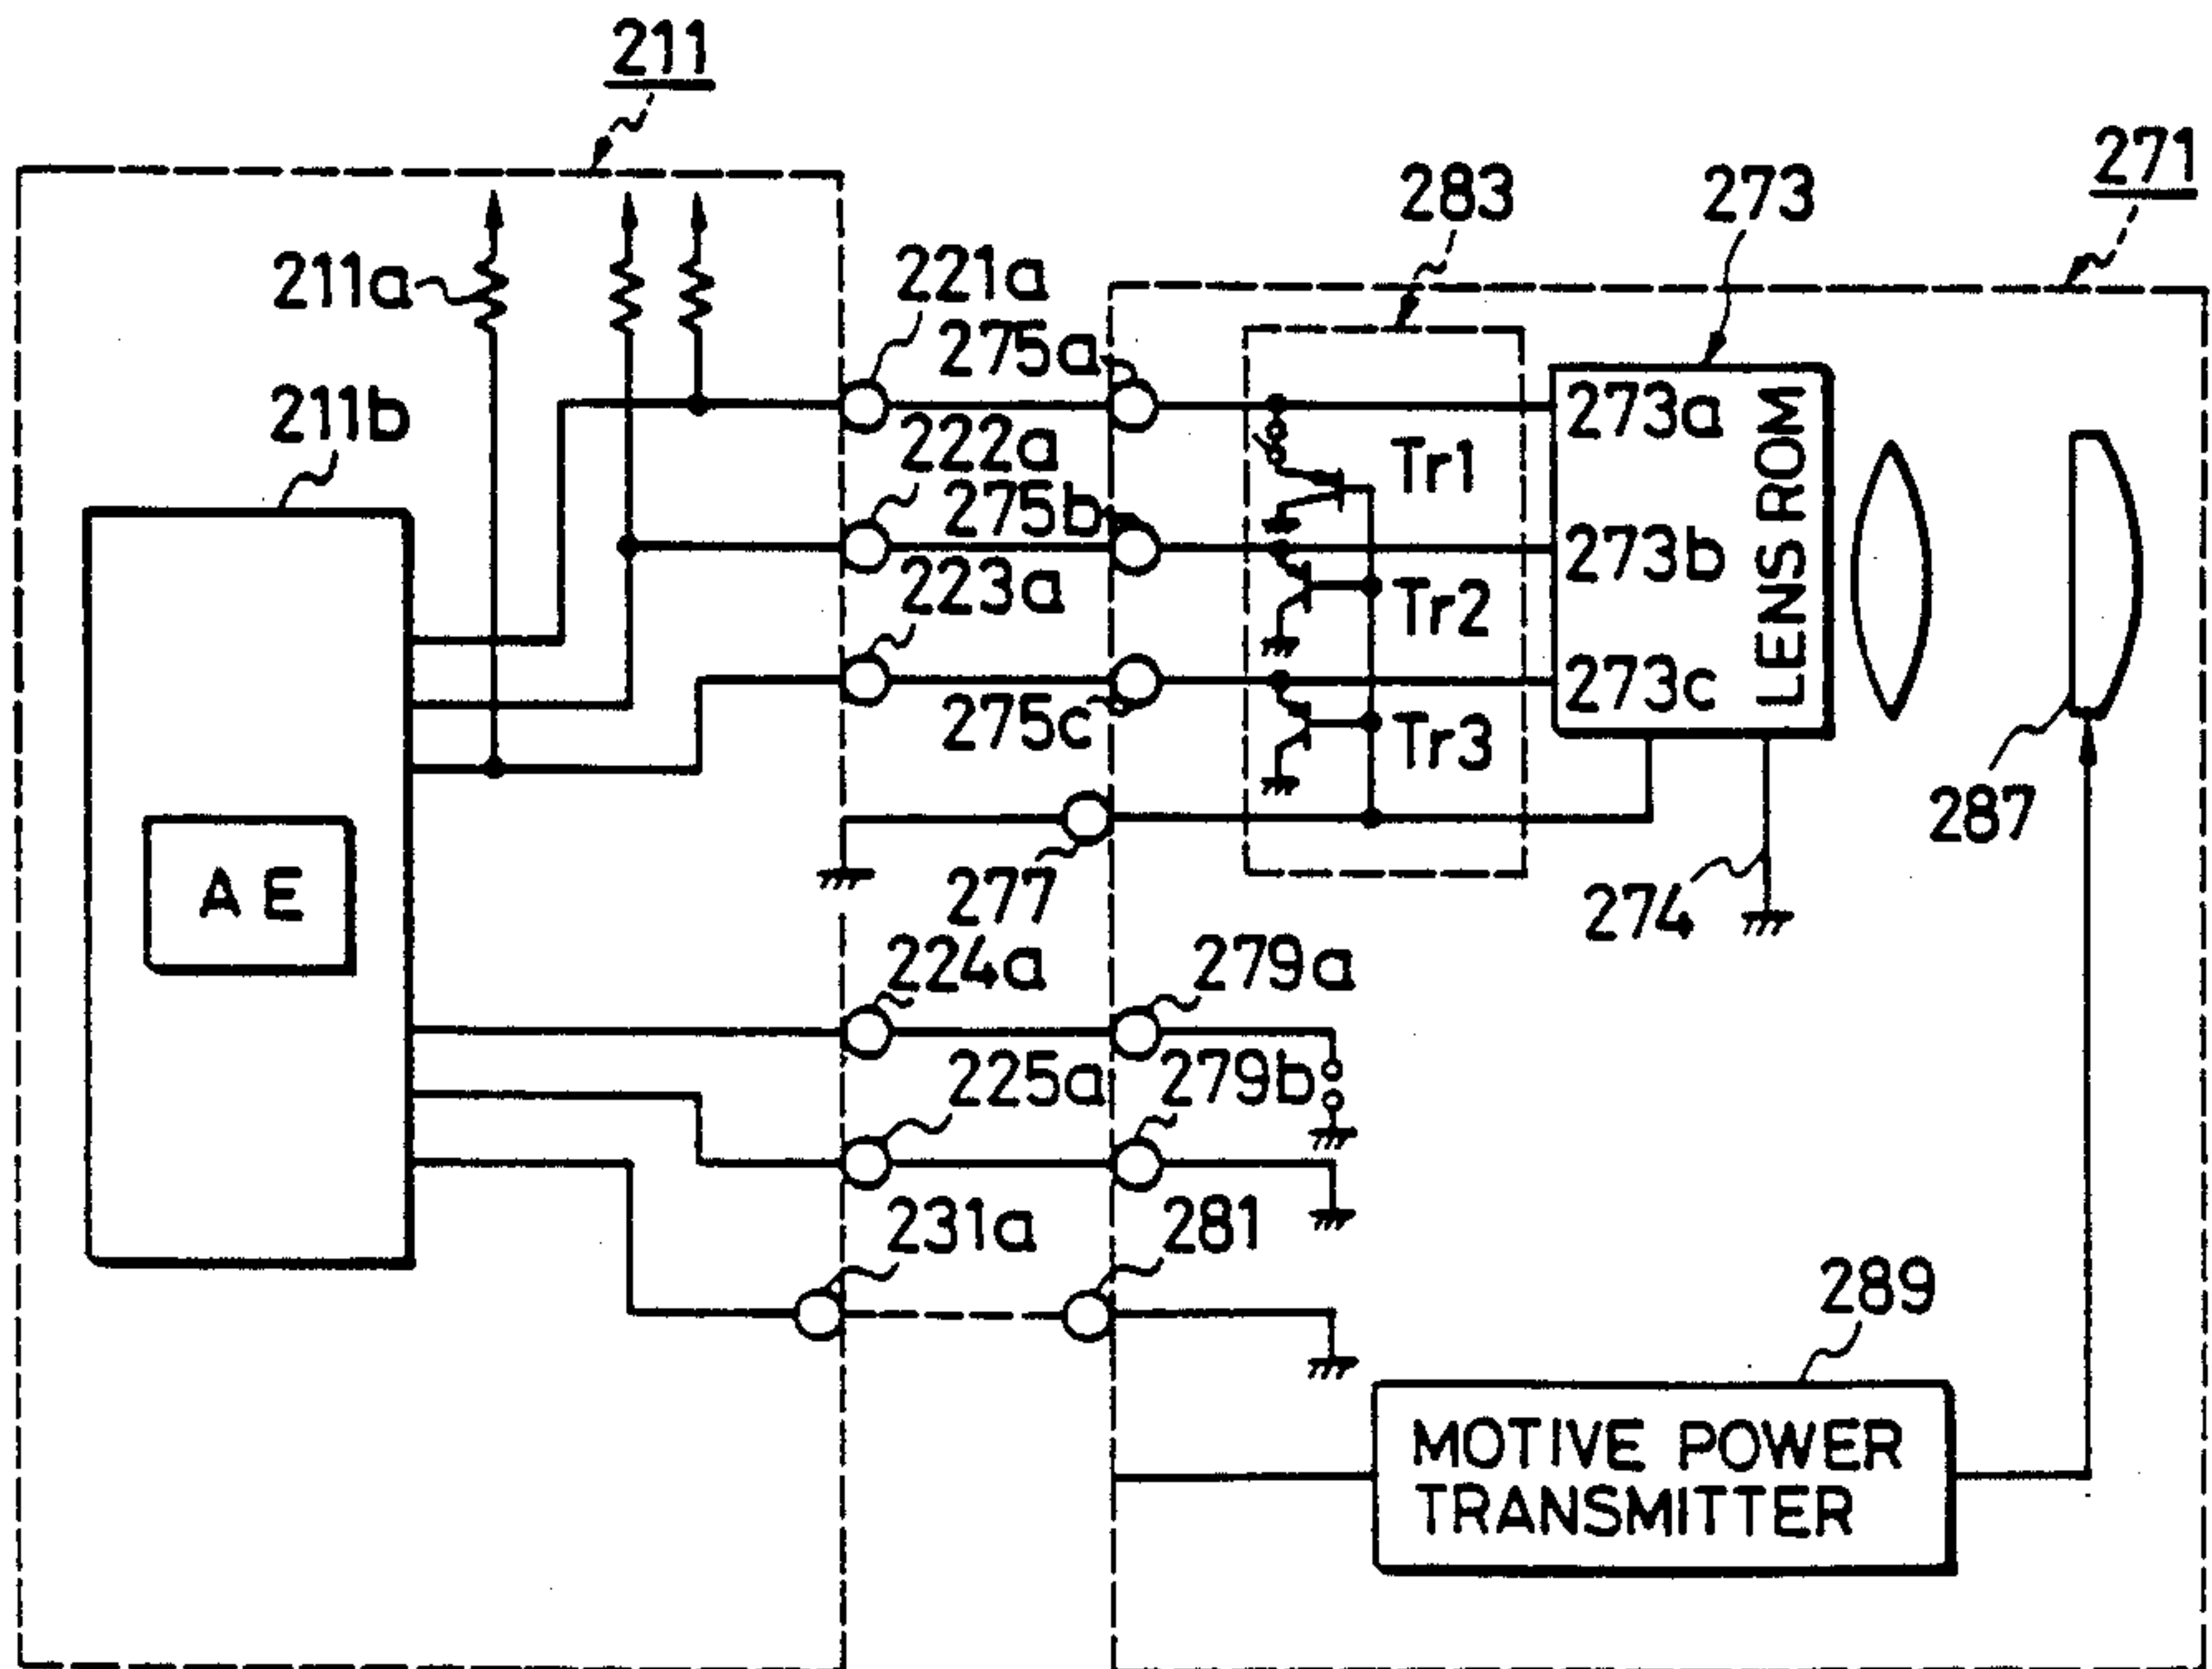 211
271
283
273
211a
221a
275a
211b
273a
222a
Tr1
275b
273b
LENS ROM
223a
Tr2
273c
275c
Tr3
287
AE
277
274
224a
279a
225a
279b
231a
281
289
MOTIVE POWER
TRANSMITTER